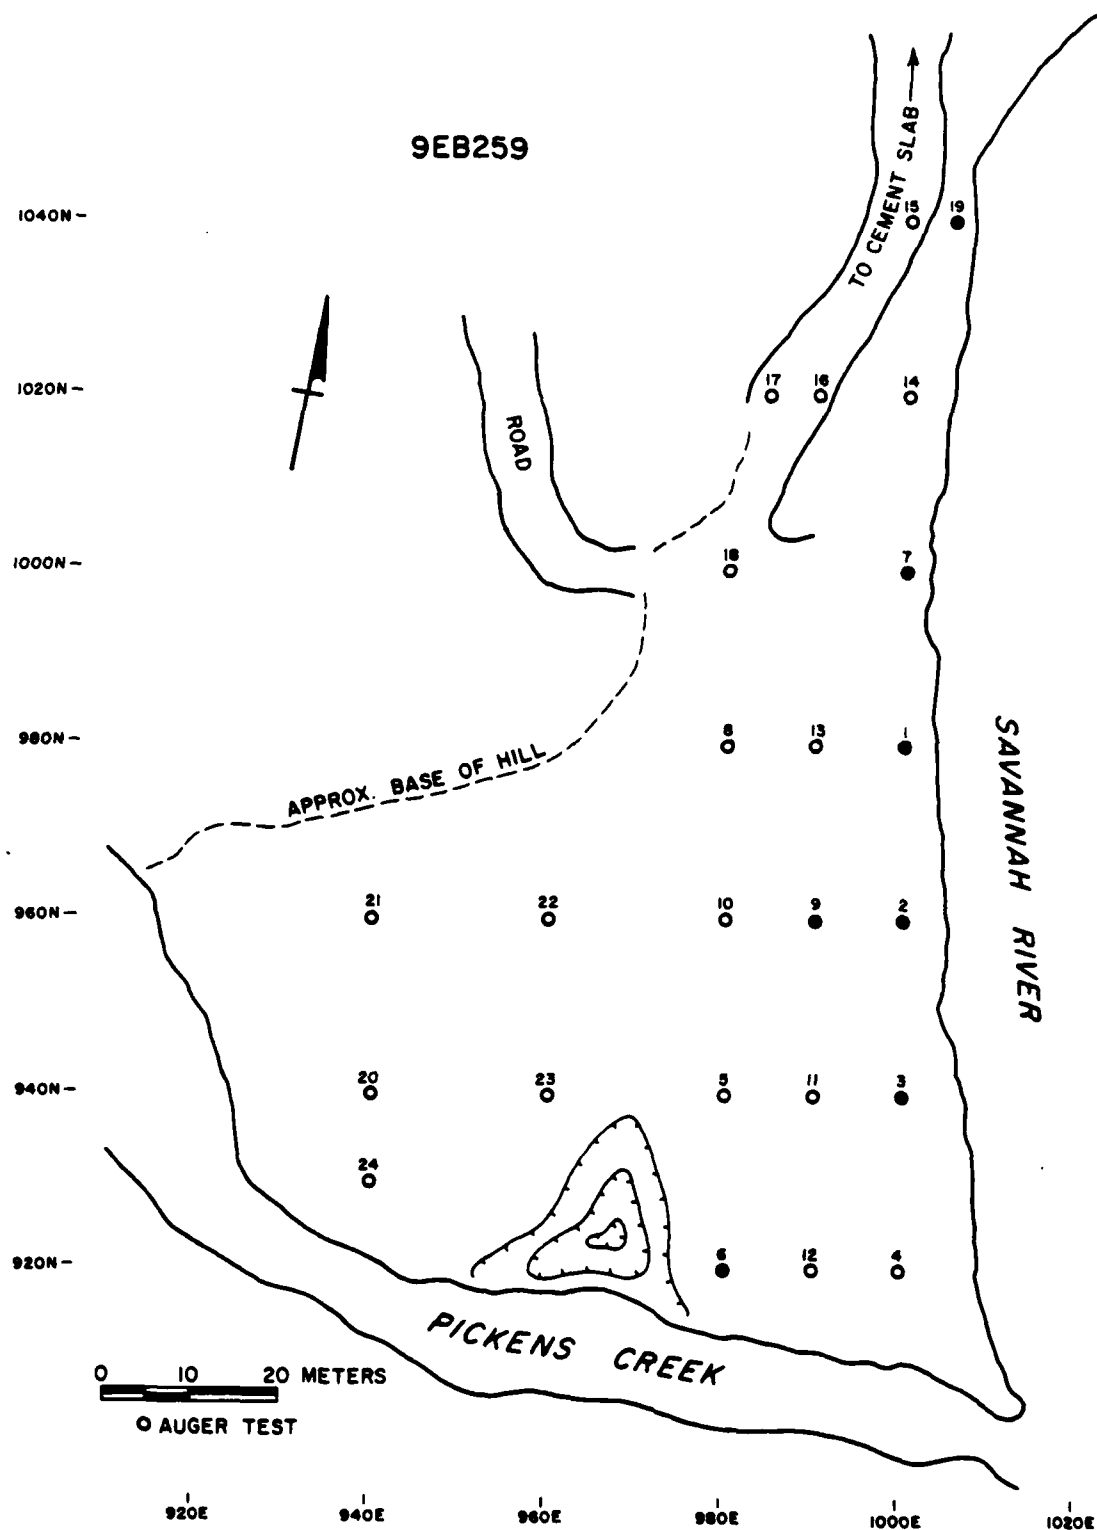 9EB259
TO CEMENT SLAB
1040N
15
19
1020N
17
16
14
ROAD
1000N
18
7
980N
8
13
1
APPROX. BASE OF HILL
SAVANNAH RIVER
960N
21
22
10
9
2
940N
20
23
5
11
3
24
920N
6
12
4
PICKENS CREEK
0 10 20 METERS
O AUGER TEST
920E
940E
960E
980E
1000E
1020E